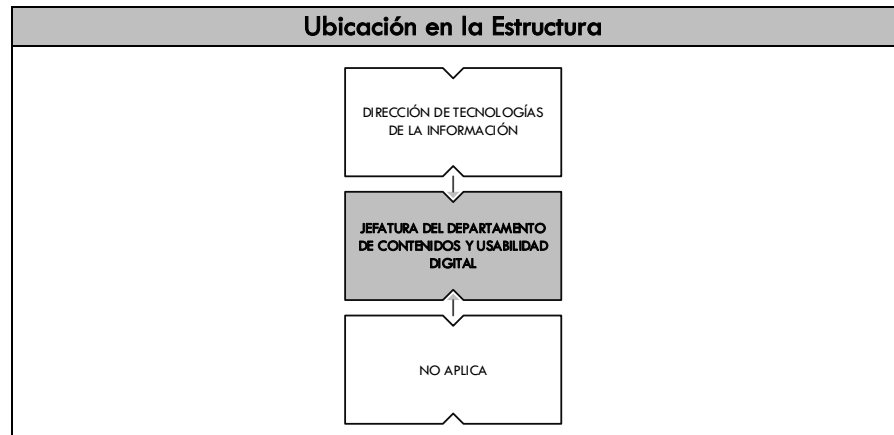 Ubicación en la Estructura
DIRECCIÓN DE TECNOLOGÍAS
DE LA INFORMACIÓN
JEFATURA DEL DEPARTAMENTO
DE CONTENIDOS Y USABILIDAD
DIGITAL
NO APLICA